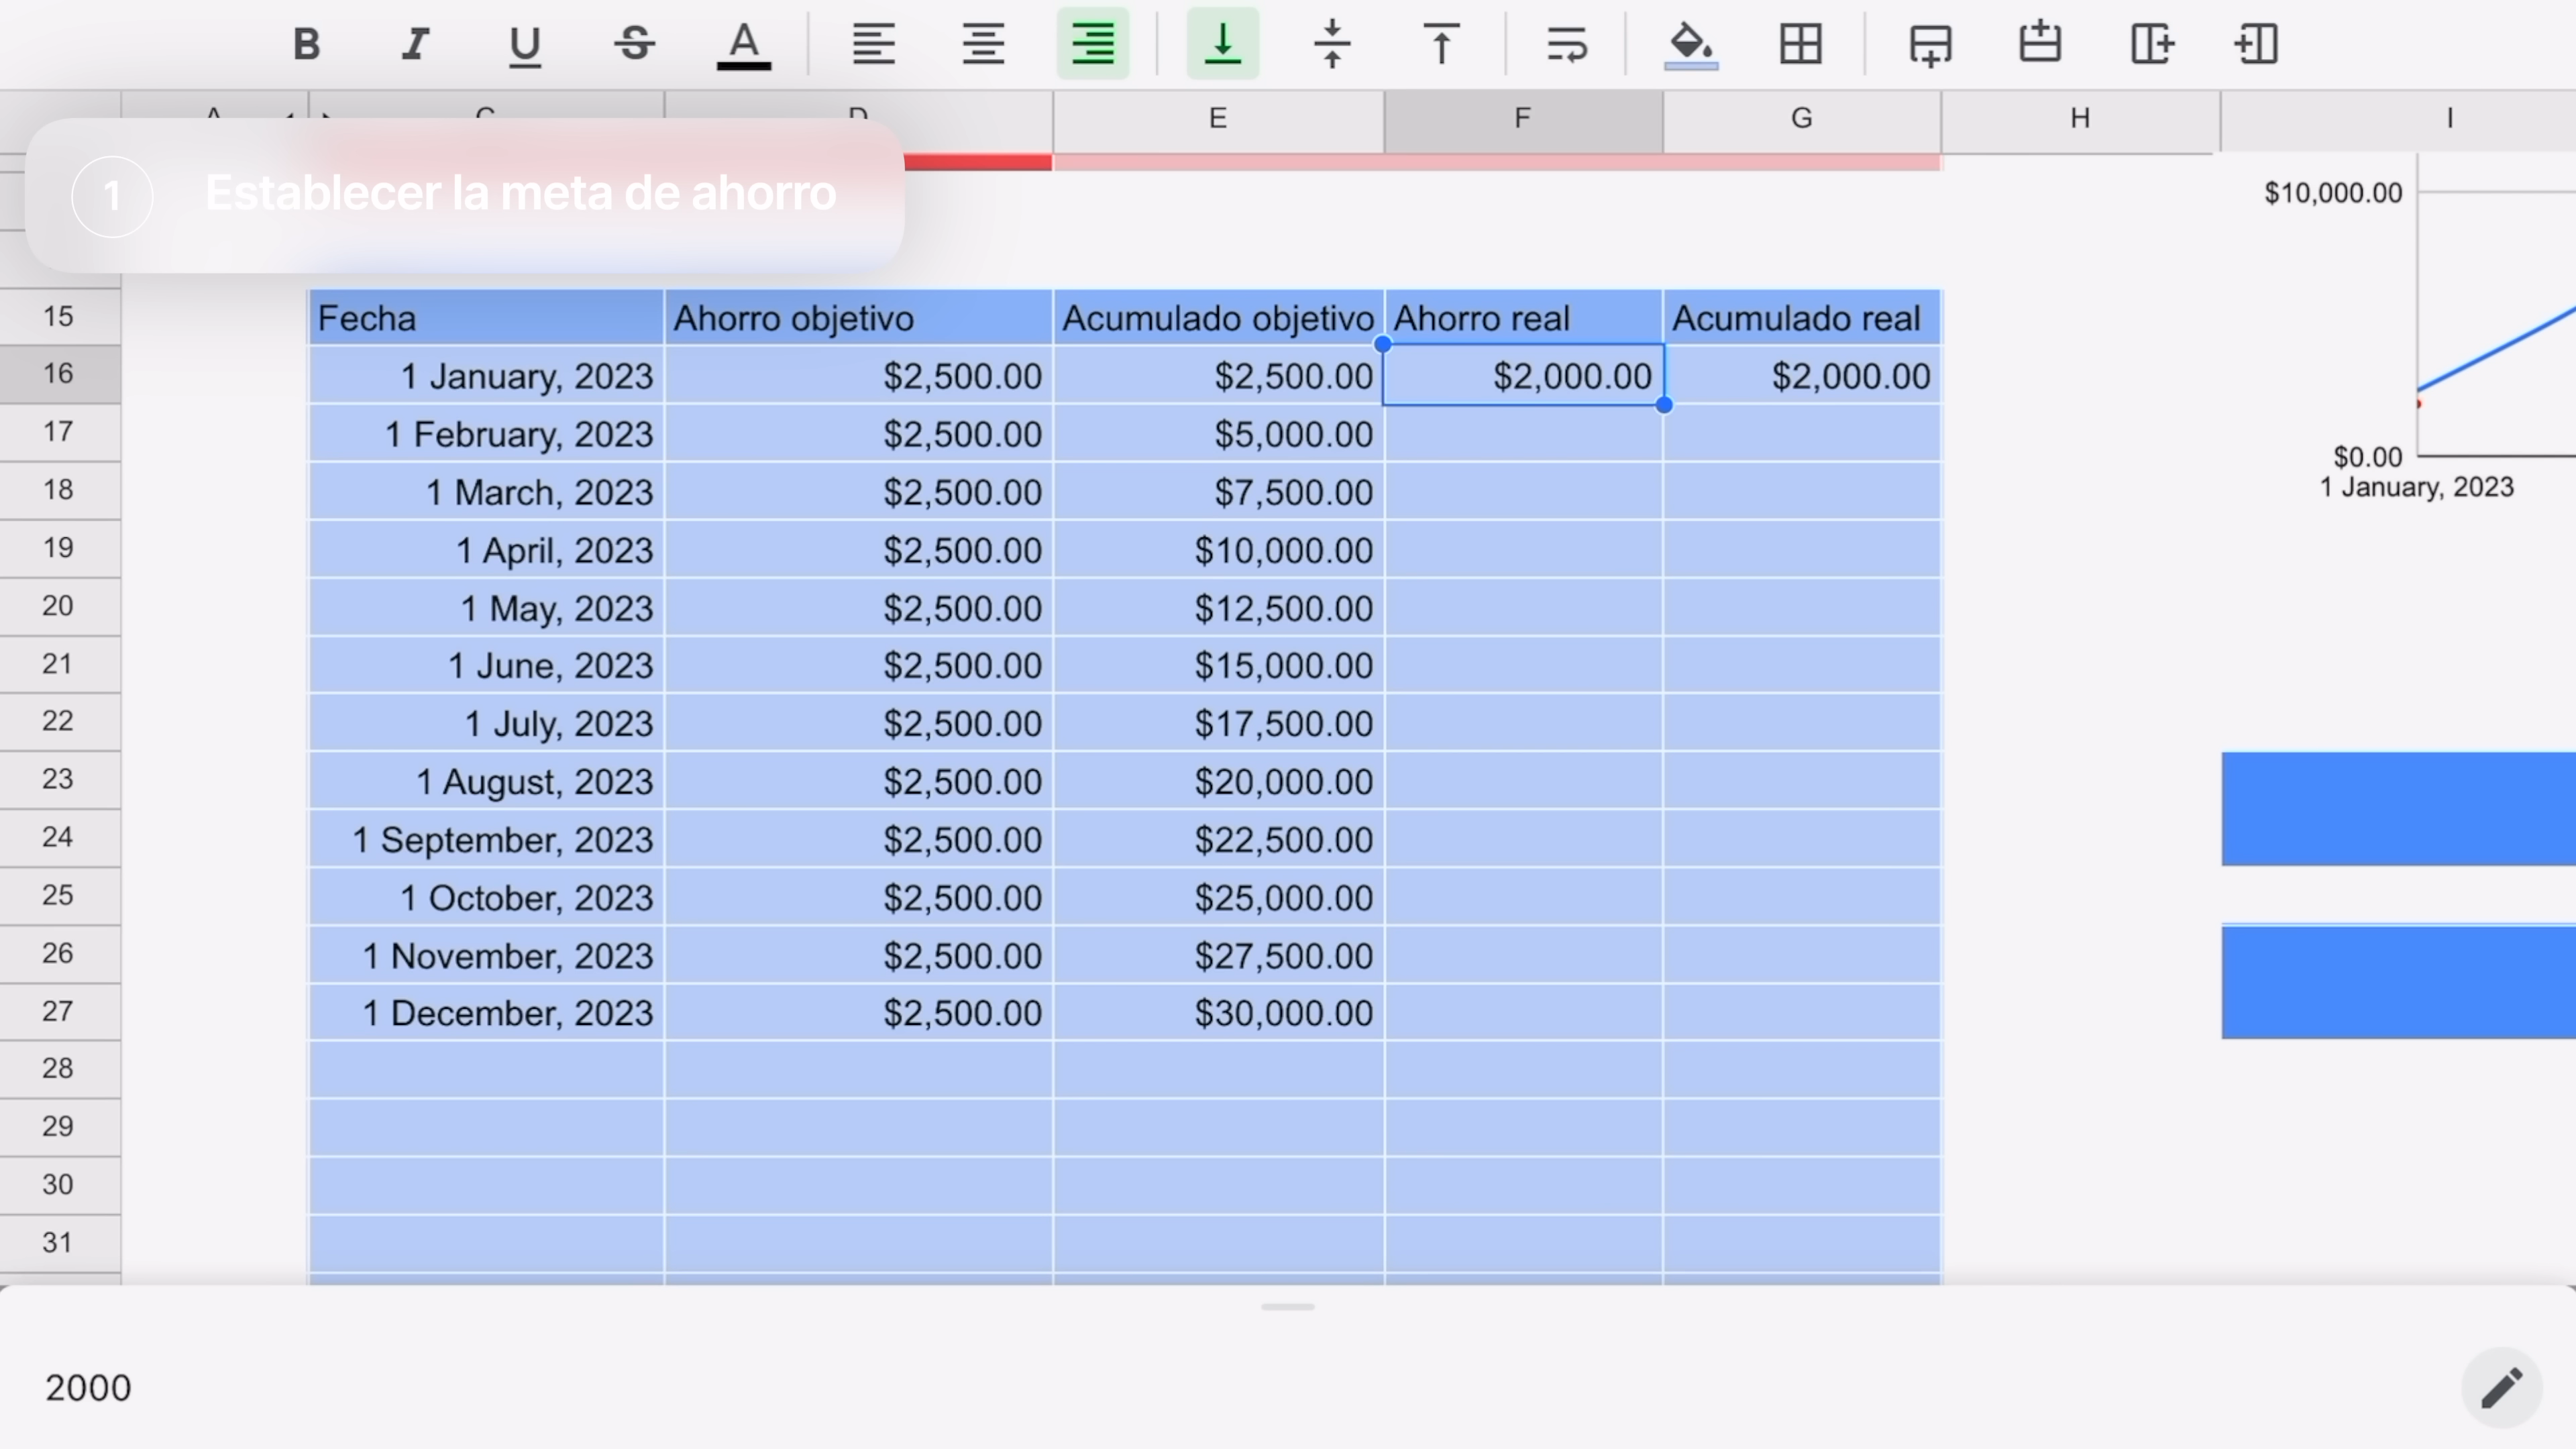 B I U S A
A C D E F G H I
1 Establecer la meta de ahorro
$10,000.00
$0.00
1 January, 2023
15 Fecha Ahorro objetivo Acumulado objetivo Ahorro real Acumulado real
16 1 January, 2023 $2,500.00 $2,500.00 $2,000.00 $2,000.00
17 1 February, 2023 $2,500.00 $5,000.00
18 1 March, 2023 $2,500.00 $7,500.00
19 1 April, 2023 $2,500.00 $10,000.00
20 1 May, 2023 $2,500.00 $12,500.00
21 1 June, 2023 $2,500.00 $15,000.00
22 1 July, 2023 $2,500.00 $17,500.00
23 1 August, 2023 $2,500.00 $20,000.00
24 1 September, 2023 $2,500.00 $22,500.00
25 1 October, 2023 $2,500.00 $25,000.00
26 1 November, 2023 $2,500.00 $27,500.00
27 1 December, 2023 $2,500.00 $30,000.00
28
29
30
31
2000